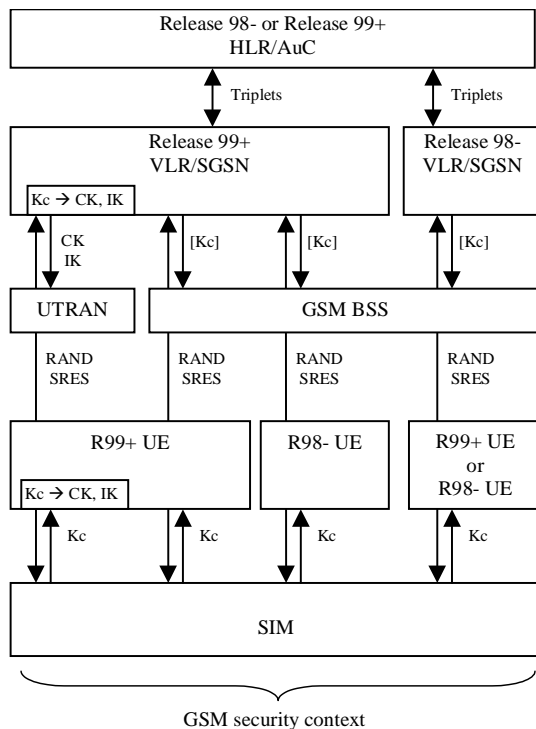 Release 98- or Release 99+
HLR/AuC
Triplets
Triplets
Release 99+
VLR/SGSN
Release 98-
VLR/SGSN
Kc → CK, IK
CK
IK
[Kc]
[Kc]
[Kc]
UTRAN
GSM BSS
RAND
SRES
RAND
SRES
RAND
SRES
RAND
SRES
R99+ UE
R98- UE
R99+ UE
or
R98- UE
Kc → CK, IK
Kc
Kc
Kc
Kc
SIM
GSM security context